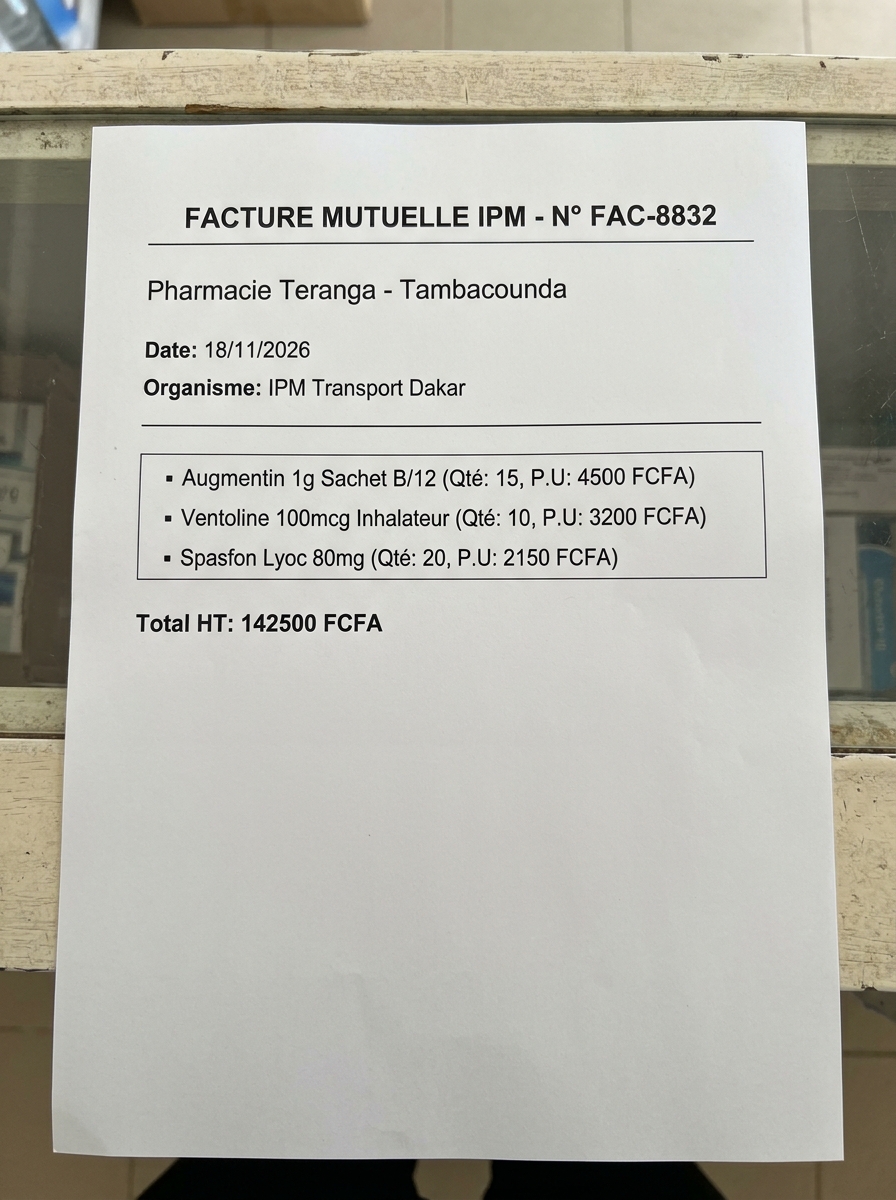 FACTURE MUTUELLE IPM - Nº FAC-8832
Pharmacie Teranga - Tambacounda
Date: 18/11/2026
Organisme: IPM Transport Dakar
▪ Augmentin 1g Sachet B/12 (Qté: 15, P.U: 4500 FCFA)
▪ Ventoline 100mcg Inhalateur (Qté: 10, P.U: 3200 FCFA)
▪ Spasfon Lyoc 80mg (Qté: 20, P.U: 2150 FCFA)
Total HT: 142500 FCFA